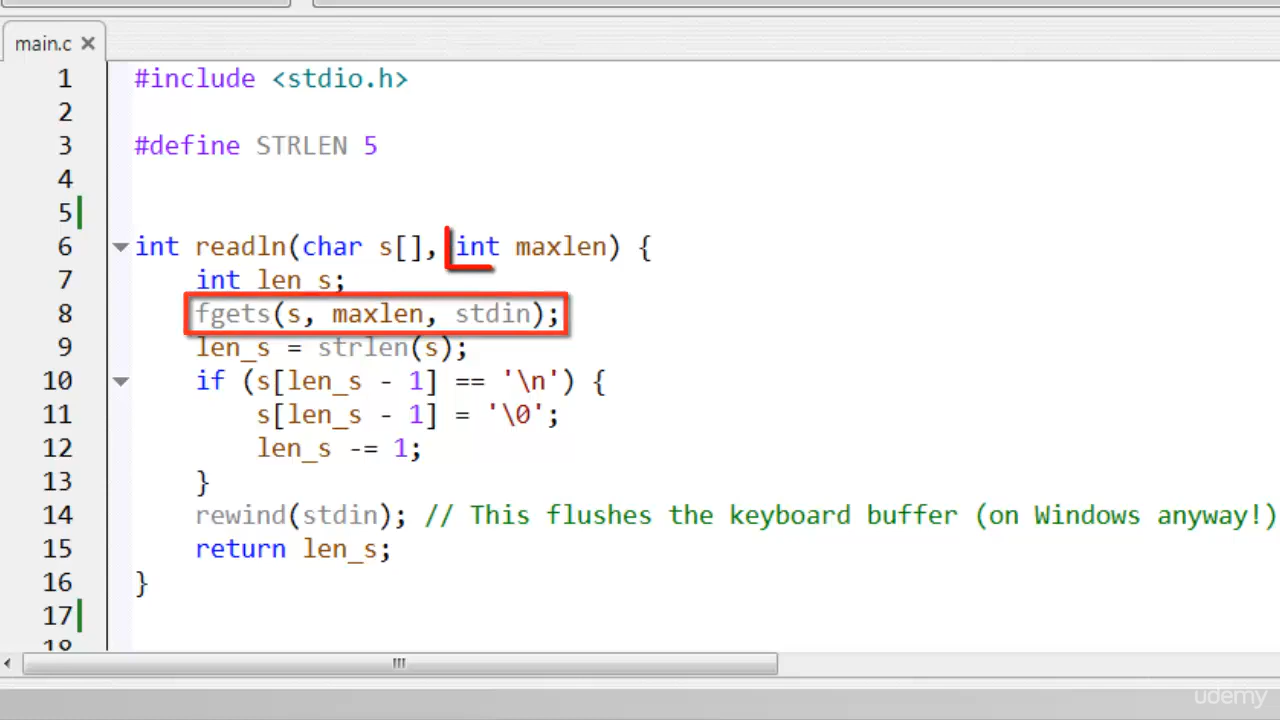 main.c
1 #include <stdio.h>
2
3 #define STRLEN 5
4
5
6 int readln(char s[], int maxlen) {
7     int len_s;
8     fgets(s, maxlen, stdin);
9     len_s = strlen(s);
10     if (s[len_s - 1] == '\n') {
11         s[len_s - 1] = '\0';
12         len_s -= 1;
13     }
14     rewind(stdin); // This flushes the keyboard buffer (on Windows anyway!)
15     return len_s;
16 }
17
18
udemy